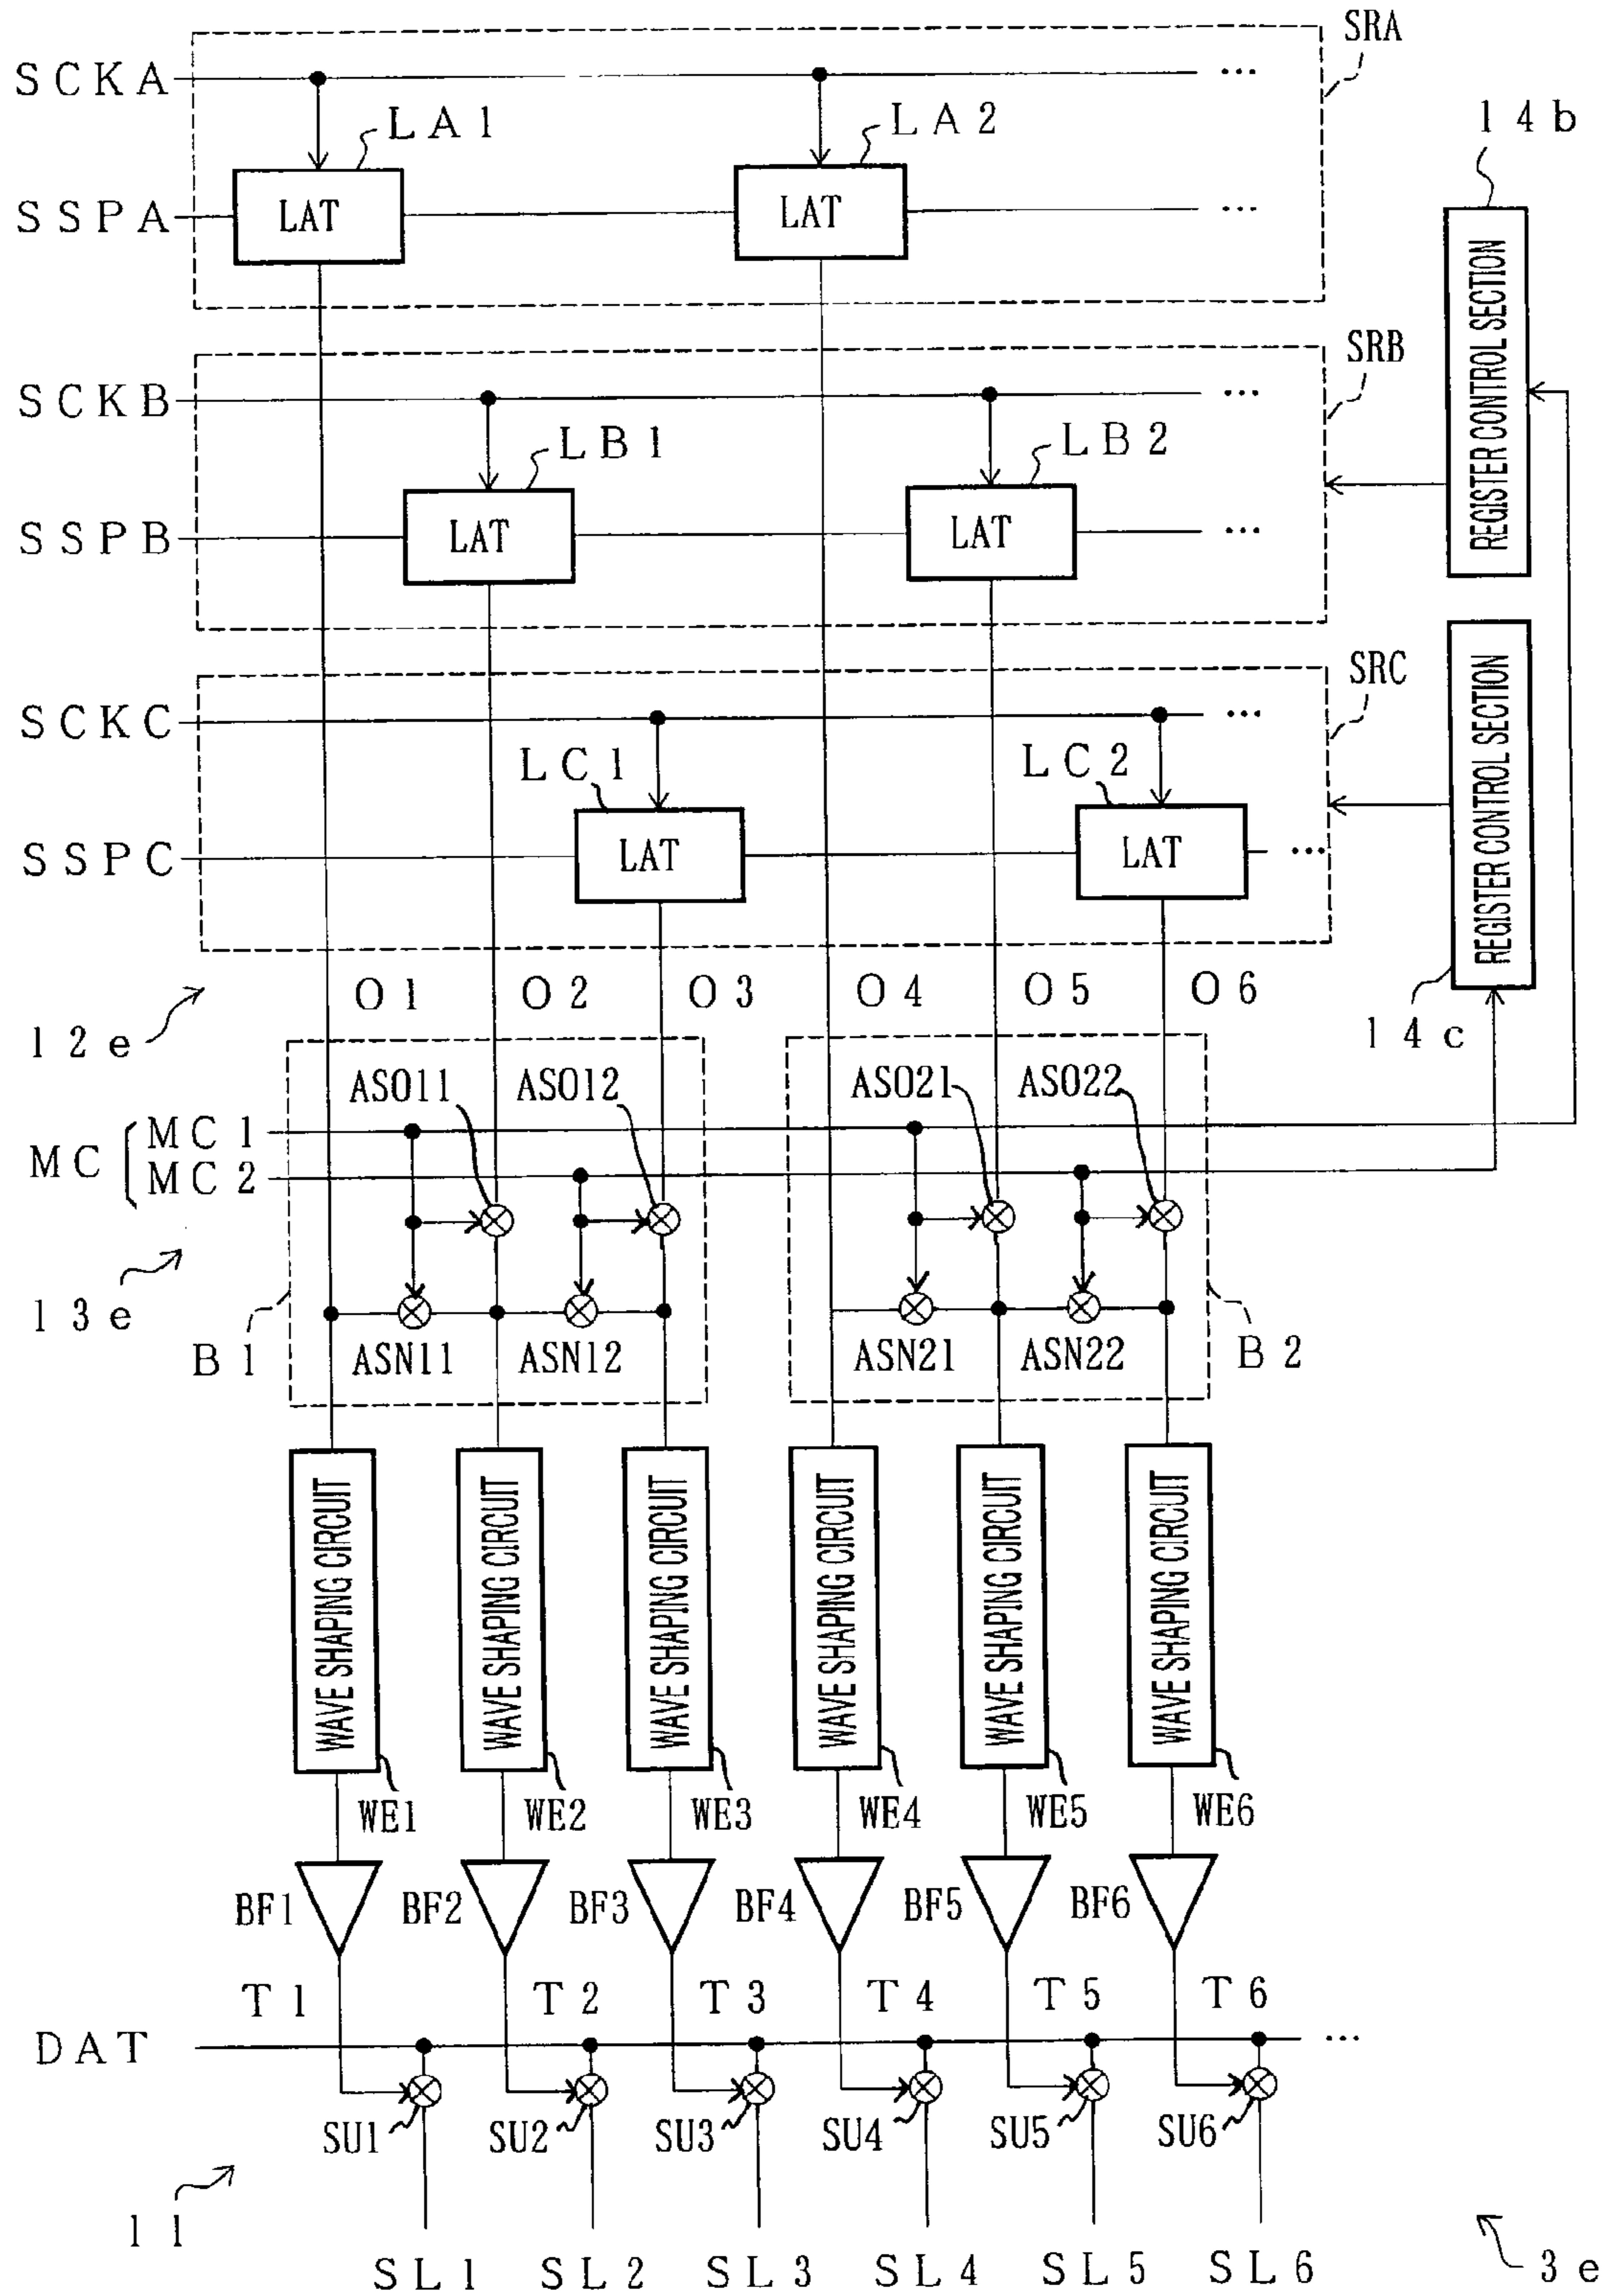 SRA
SCKA ...
LA1 LA2
14b
SSPA LAT LAT ...
REGISTER CONTROL SECTION
SRB
SCKB ...
LB1 LB2
SSPB LAT LAT ...
SRC
SCKC ...
LC1 LC2
REGISTER CONTROL SECTION
SSPC LAT LAT ...
O1 O2 O3 O4 O5 O6
12e
14c
ASO11 ASO12 ASO21 ASO22
MC MC1
MC2
13e
B1 ASN11 ASN12 ASN21 ASN22 B2
WAVE SHAPING CIRCUIT
WAVE SHAPING CIRCUIT
WAVE SHAPING CIRCUIT
WAVE SHAPING CIRCUIT
WAVE SHAPING CIRCUIT
WAVE SHAPING CIRCUIT
WE1 WE2 WE3 WE4 WE5 WE6
BF1 BF2 BF3 BF4 BF5 BF6
T1 T2 T3 T4 T5 T6
DAT ...
SU1 SU2 SU3 SU4 SU5 SU6
11
SL1 SL2 SL3 SL4 SL5 SL6
3e